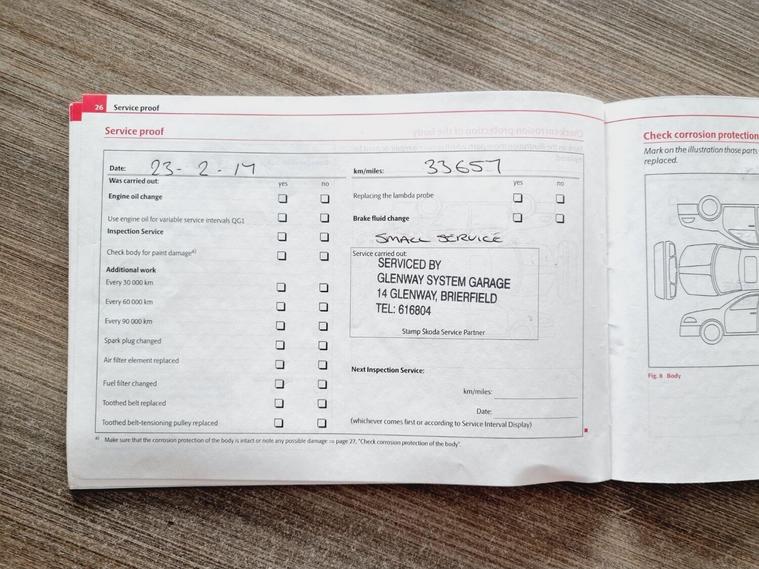 26 Service proof
Service proof
Date: 23-2-17
km/miles: 33657
Was carried out:
yes no
Engine oil change
Use engine oil for variable service intervals QG1
Inspection Service
Check body for paint damage a)
Additional work
Every 30 000 km
Every 60 000 km
Every 90 000 km
Spark plug changed
Air filter element replaced
Fuel filter changed
Toothed belt replaced
Toothed belt-tensioning pulley replaced
yes no
Replacing the lambda probe
Brake fluid change
SMALL SERVICE
Service carried out:
SERVICED BY
GLENWAY SYSTEM GARAGE
14 GLENWAY, BRIERFIELD
TEL: 616804
Stamp Škoda Service Partner
Next Inspection Service:
km/miles:
Date:
(whichever comes first or according to Service Interval Display)
a) Make sure that the corrosion protection of the body is intact or note any possible damage ⇒ page 27, "Check corrosion protection of the body".
Check corrosion protection
Mark on the illustration those parts
replaced.
Fig. 8 Body